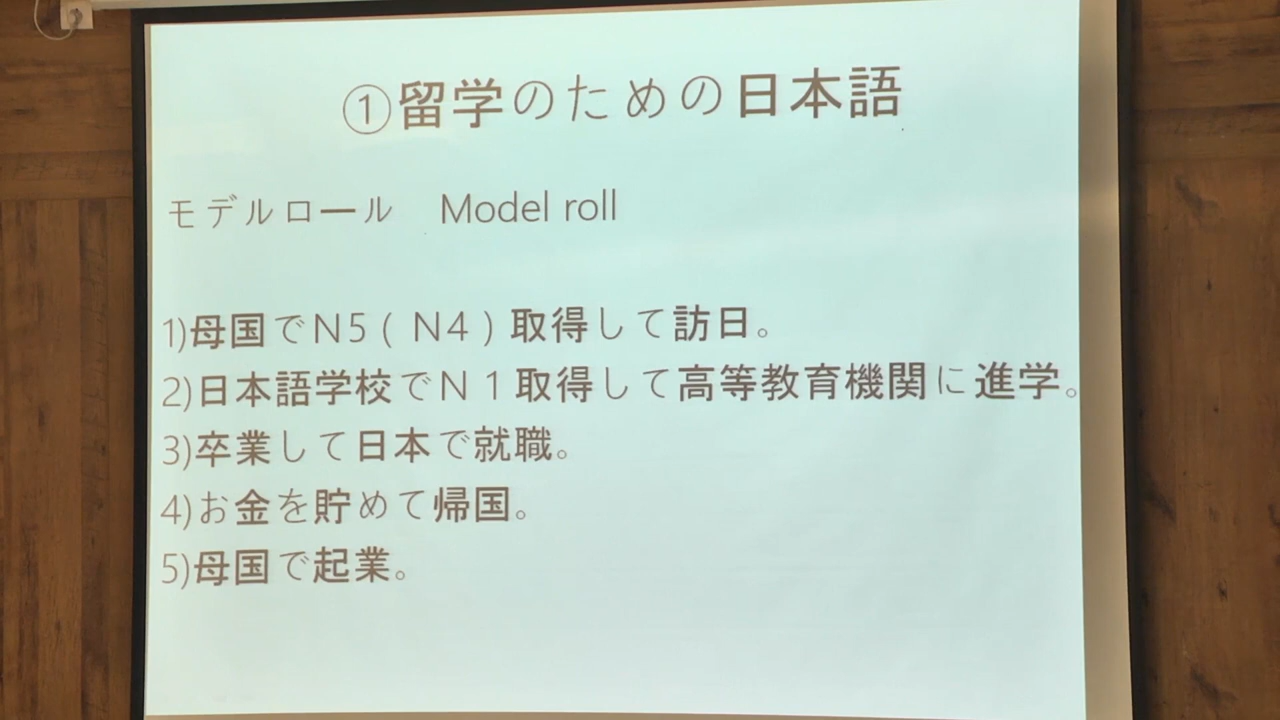 ①留学のための日本語
モデルロール　Model roll
1)母国でN5（N4）取得して訪日。
2)日本語学校でN１取得して高等教育機関に進学。
3)卒業して日本で就職。
4)お金を貯めて帰国。
5)母国で起業。